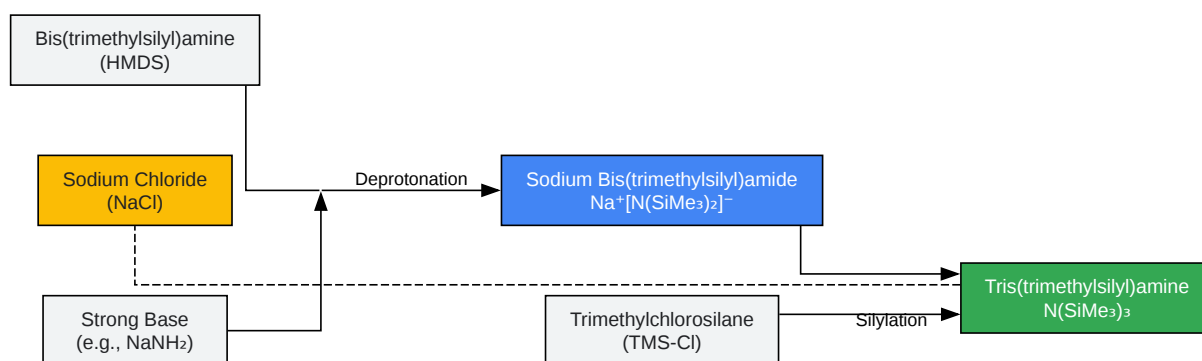 Bis(trimethylsilyl)amine
(HMDS)
Sodium Chloride
(NaCl)
Deprotonation
Sodium Bis(trimethylsilyl)amide
Na⁺[N(SiMe₃)₂]⁻
Tris(trimethylsilyl)amine
N(SiMe₃)₃
Strong Base
(e.g., NaNH₂)
Trimethylchlorosilane
(TMS-Cl)
Silylation